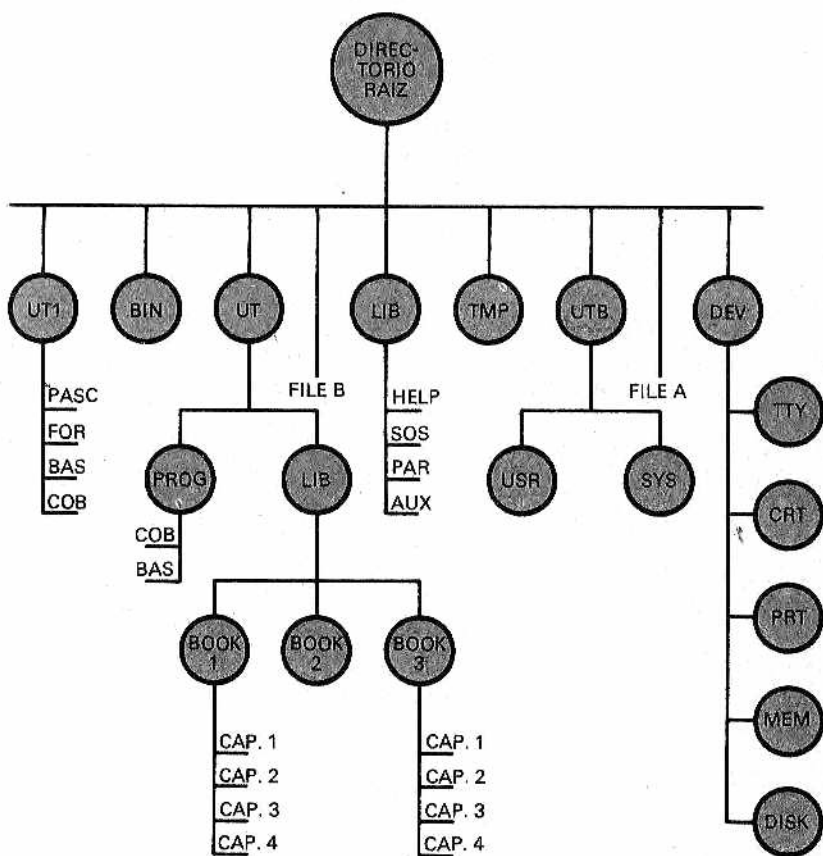 DIREC-
TORIO
RAIZ
UT1
BIN
UT
LIB
TMP
UTB
DEV
FILE B
FILE A
PASC
FOR
BAS
COB
HELP
SOS
PAR
AUX
PROG
LIB
USR
SYS
COB
BAS
TTY
CRT
PRT
MEM
DISK
BOOK
1
BOOK
2
BOOK
3
CAP. 1
CAP. 2
CAP. 3
CAP. 4
CAP. 1
CAP. 2
CAP. 3
CAP. 4